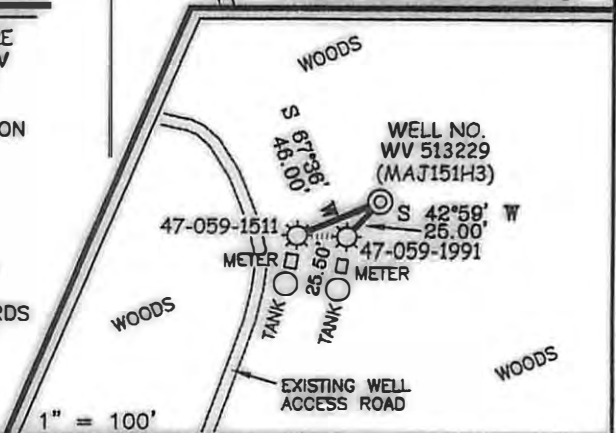 E
V
ON
RDS
WOODS
S 67°36' W
46.00'
WELL NO.
WV 513229
(MAJ151H3)
S 42°59' W
25.00'
47-059-1511
47-059-1991
METER
25.50'
METER
TANK
TANK
WOODS
WOODS
EXISTING WELL
ACCESS ROAD
1" = 100'